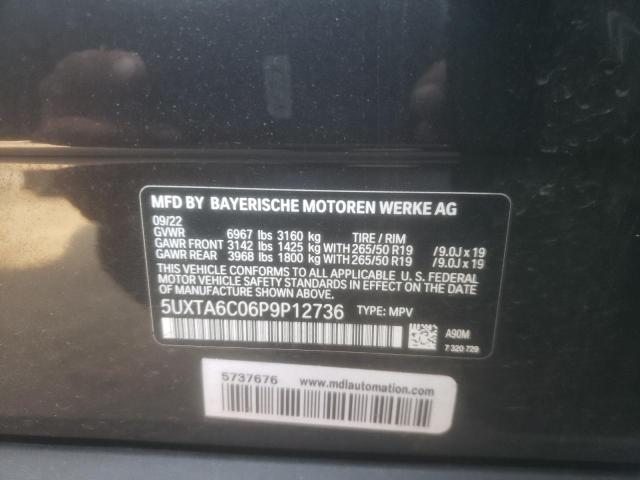 MFD BY BAYERISCHE MOTOREN WERKE AG
09/22
GVWR 6967 lbs 3160 kg TIRE / RIM
GAWR FRONT 3142 lbs 1425 kg WITH 265/50 R19 /9.0J x 19
GAWR REAR 3968 lbs 1800 kg WITH 265/50 R19 /9.0J x 19
THIS VEHICLE CONFORMS TO ALL APPLICABLE U. S. FEDERAL
MOTOR VEHICLE SAFETY STANDARDS IN EFFECT ON THE DATE
OF MANUFACTURE SHOWN ABOVE.
5UXTA6C06P9P12736 TYPE: MPV
A90M
7 320 729
5737676 www.mdiautomation.com